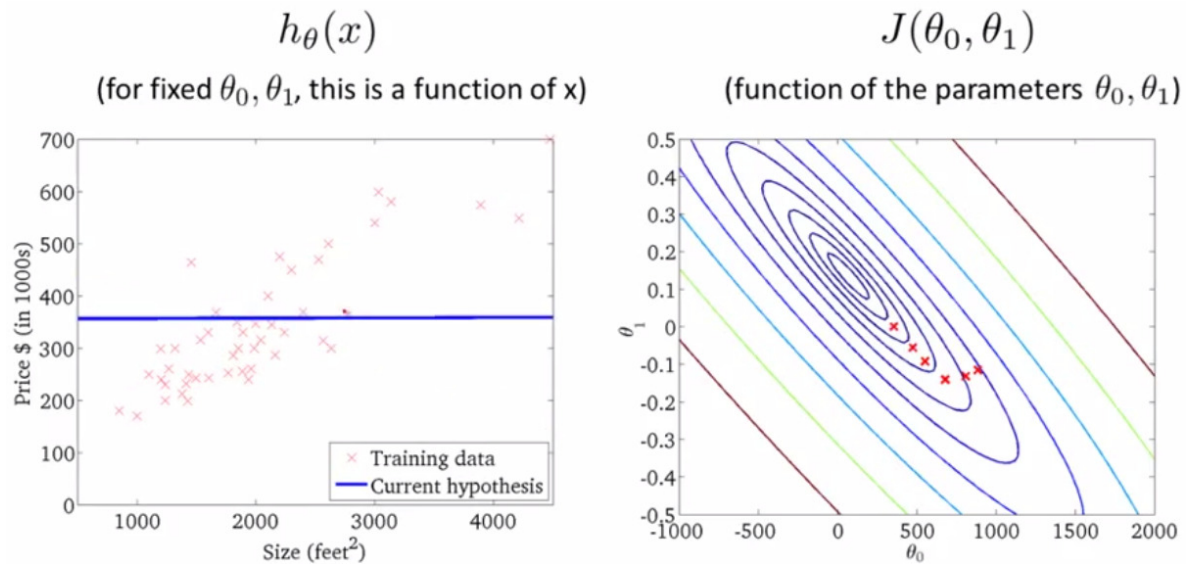 hθ(x)
(for fixed θ0, θ1, this is a function of x)
700
600
500
400
300
200
100
0
Price $ (in 1000s)
1000 2000 3000 4000
Size (feet2)
Training data
Current hypothesis
J(θ0, θ1)
(function of the parameters θ0, θ1)
0.5
0.4
0.3
0.2
0.1
0
-0.1
-0.2
-0.3
-0.4
-0.5
θ1
-1000 -500 0 500 1000 1500 2000
θ0